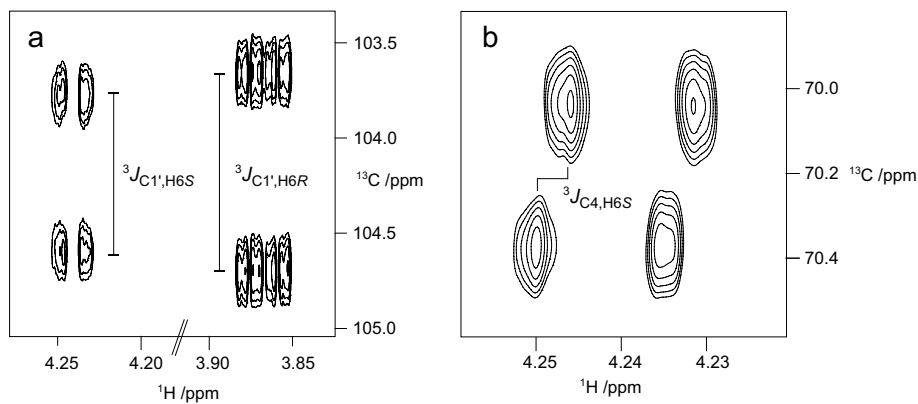 a
103.5
104.0
104.5
105.0
¹³C /ppm
³J_C1',H6S
³J_C1',H6R
4.25
4.20
3.90
3.85
¹H /ppm
b
70.0
70.2
70.4
¹³C /ppm
³J_C4,H6S
4.25
4.24
4.23
¹H /ppm